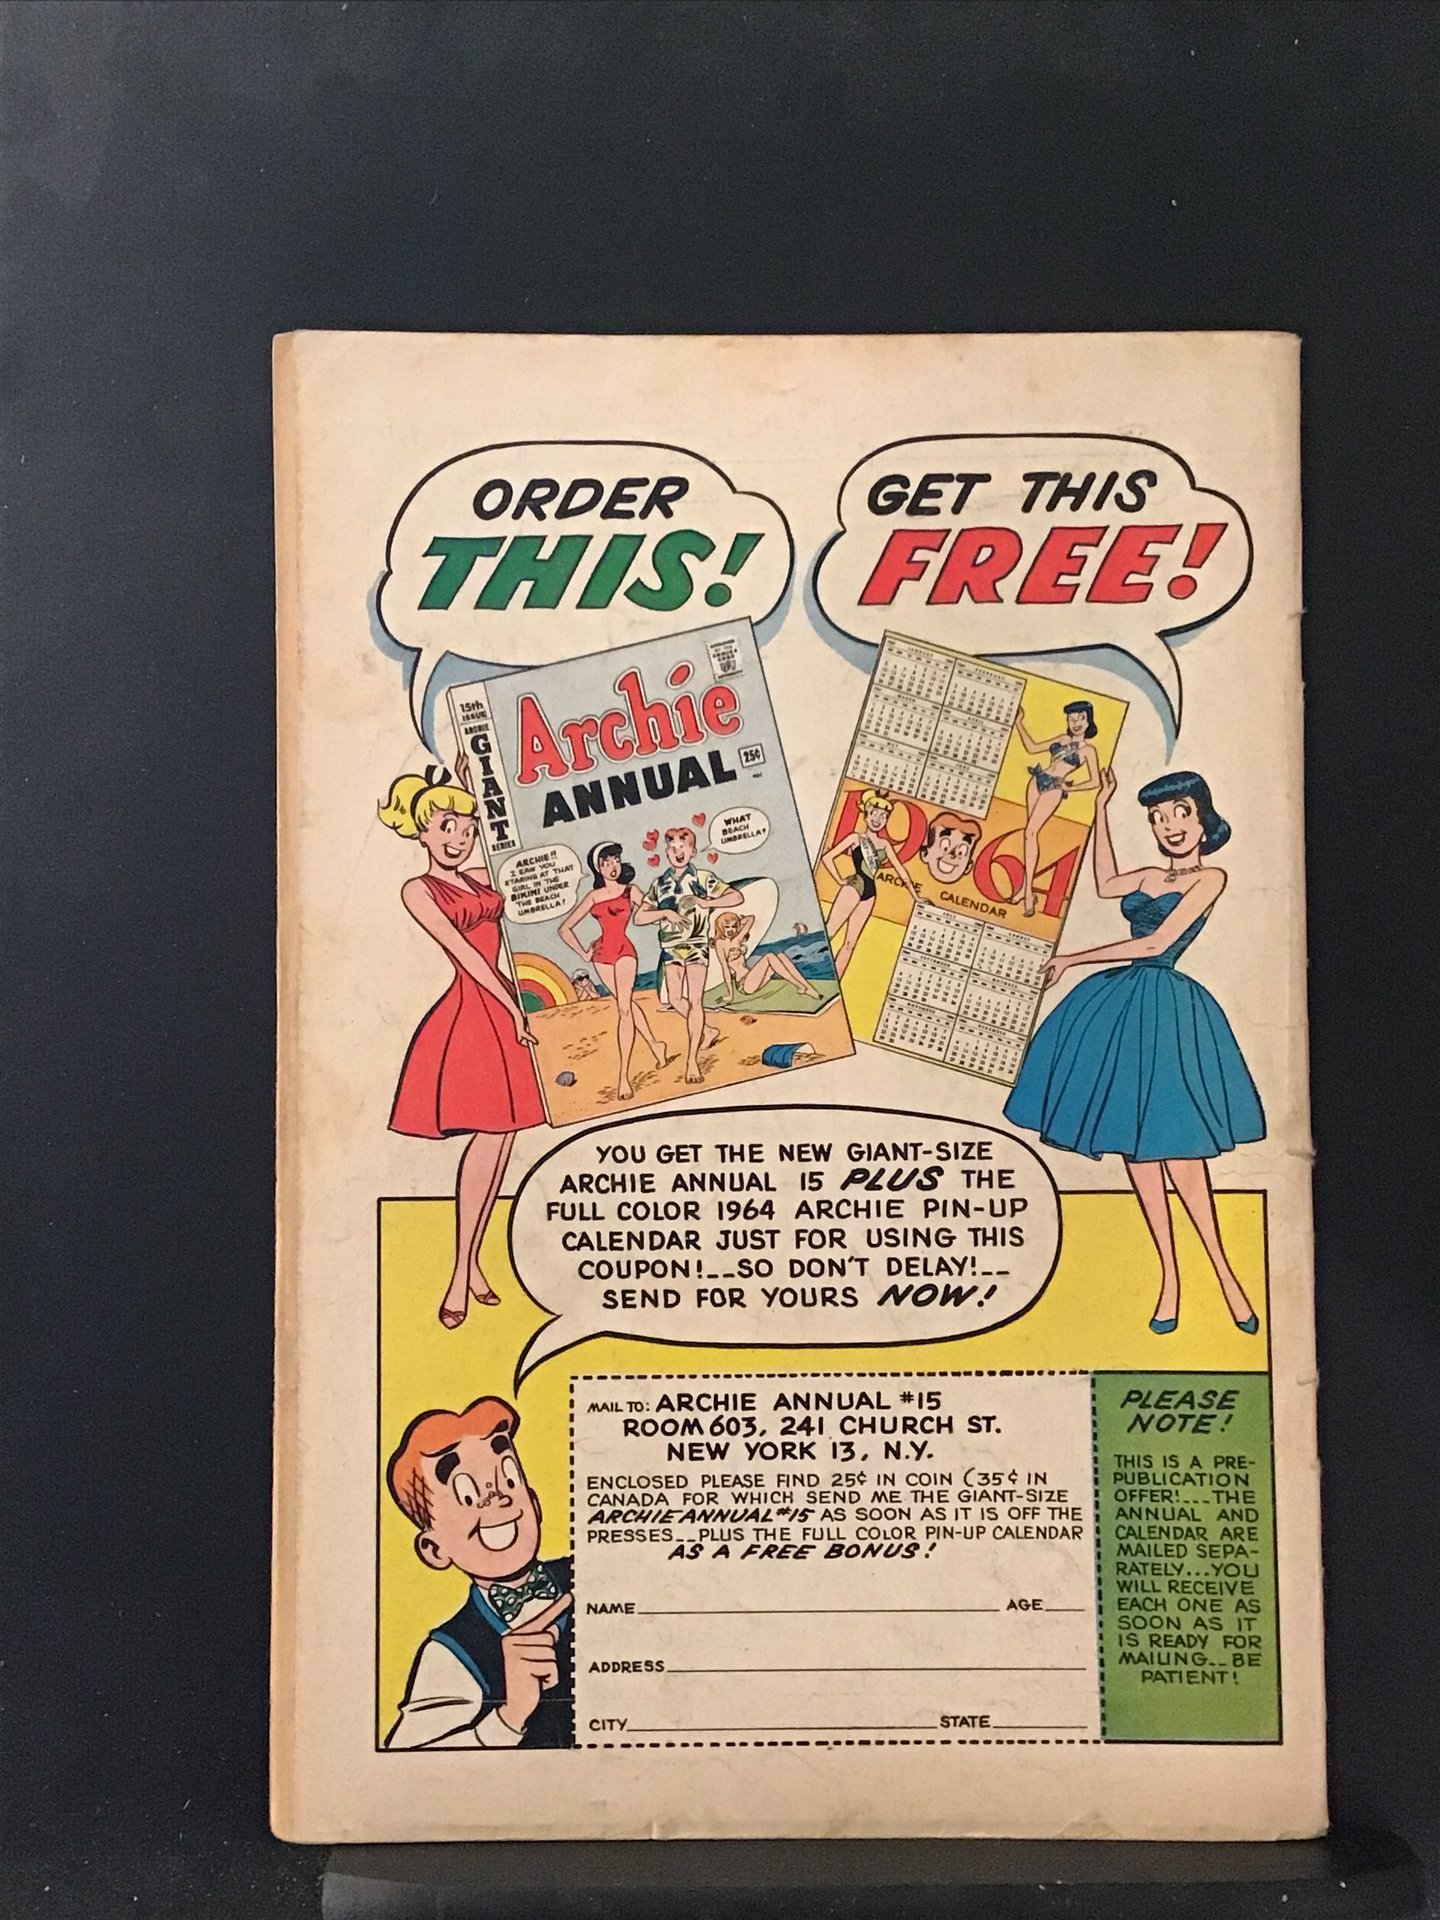 ORDER
THIS!
GET THIS
FREE!
15th
ISSUE
ARCHIE
GIANT
SERIES
Archie
ANNUAL
25¢
ARCHIE!!
I SAW YOU
STARING AT THAT
GIRL IN THE
BIKINI UNDER
THE BEACH
UMBRELLA!
WHAT
BEACH
UMBRELLA?
1964
ARCHIE CALENDAR
YOU GET THE NEW GIANT-SIZE
ARCHIE ANNUAL 15 PLUS THE
FULL COLOR 1964 ARCHIE PIN-UP
CALENDAR JUST FOR USING THIS
COUPON!--SO DON'T DELAY!--
SEND FOR YOURS NOW!
MAIL TO: ARCHIE ANNUAL #15
ROOM 603, 241 CHURCH ST.
NEW YORK 13, N.Y.
ENCLOSED PLEASE FIND 25¢ IN COIN (35¢ IN
CANADA FOR WHICH SEND ME THE GIANT-SIZE
ARCHIE ANNUAL #15 AS SOON AS IT IS OFF THE
PRESSES--PLUS THE FULL COLOR PIN-UP CALENDAR
AS A FREE BONUS!
NAME AGE
ADDRESS
CITY STATE
PLEASE
NOTE!
THIS IS A PRE-
PUBLICATION
OFFER!...THE
ANNUAL AND
CALENDAR ARE
MAILED SEPA-
RATELY...YOU
WILL RECEIVE
EACH ONE AS
SOON AS IT
IS READY FOR
MAILING--BE
PATIENT!